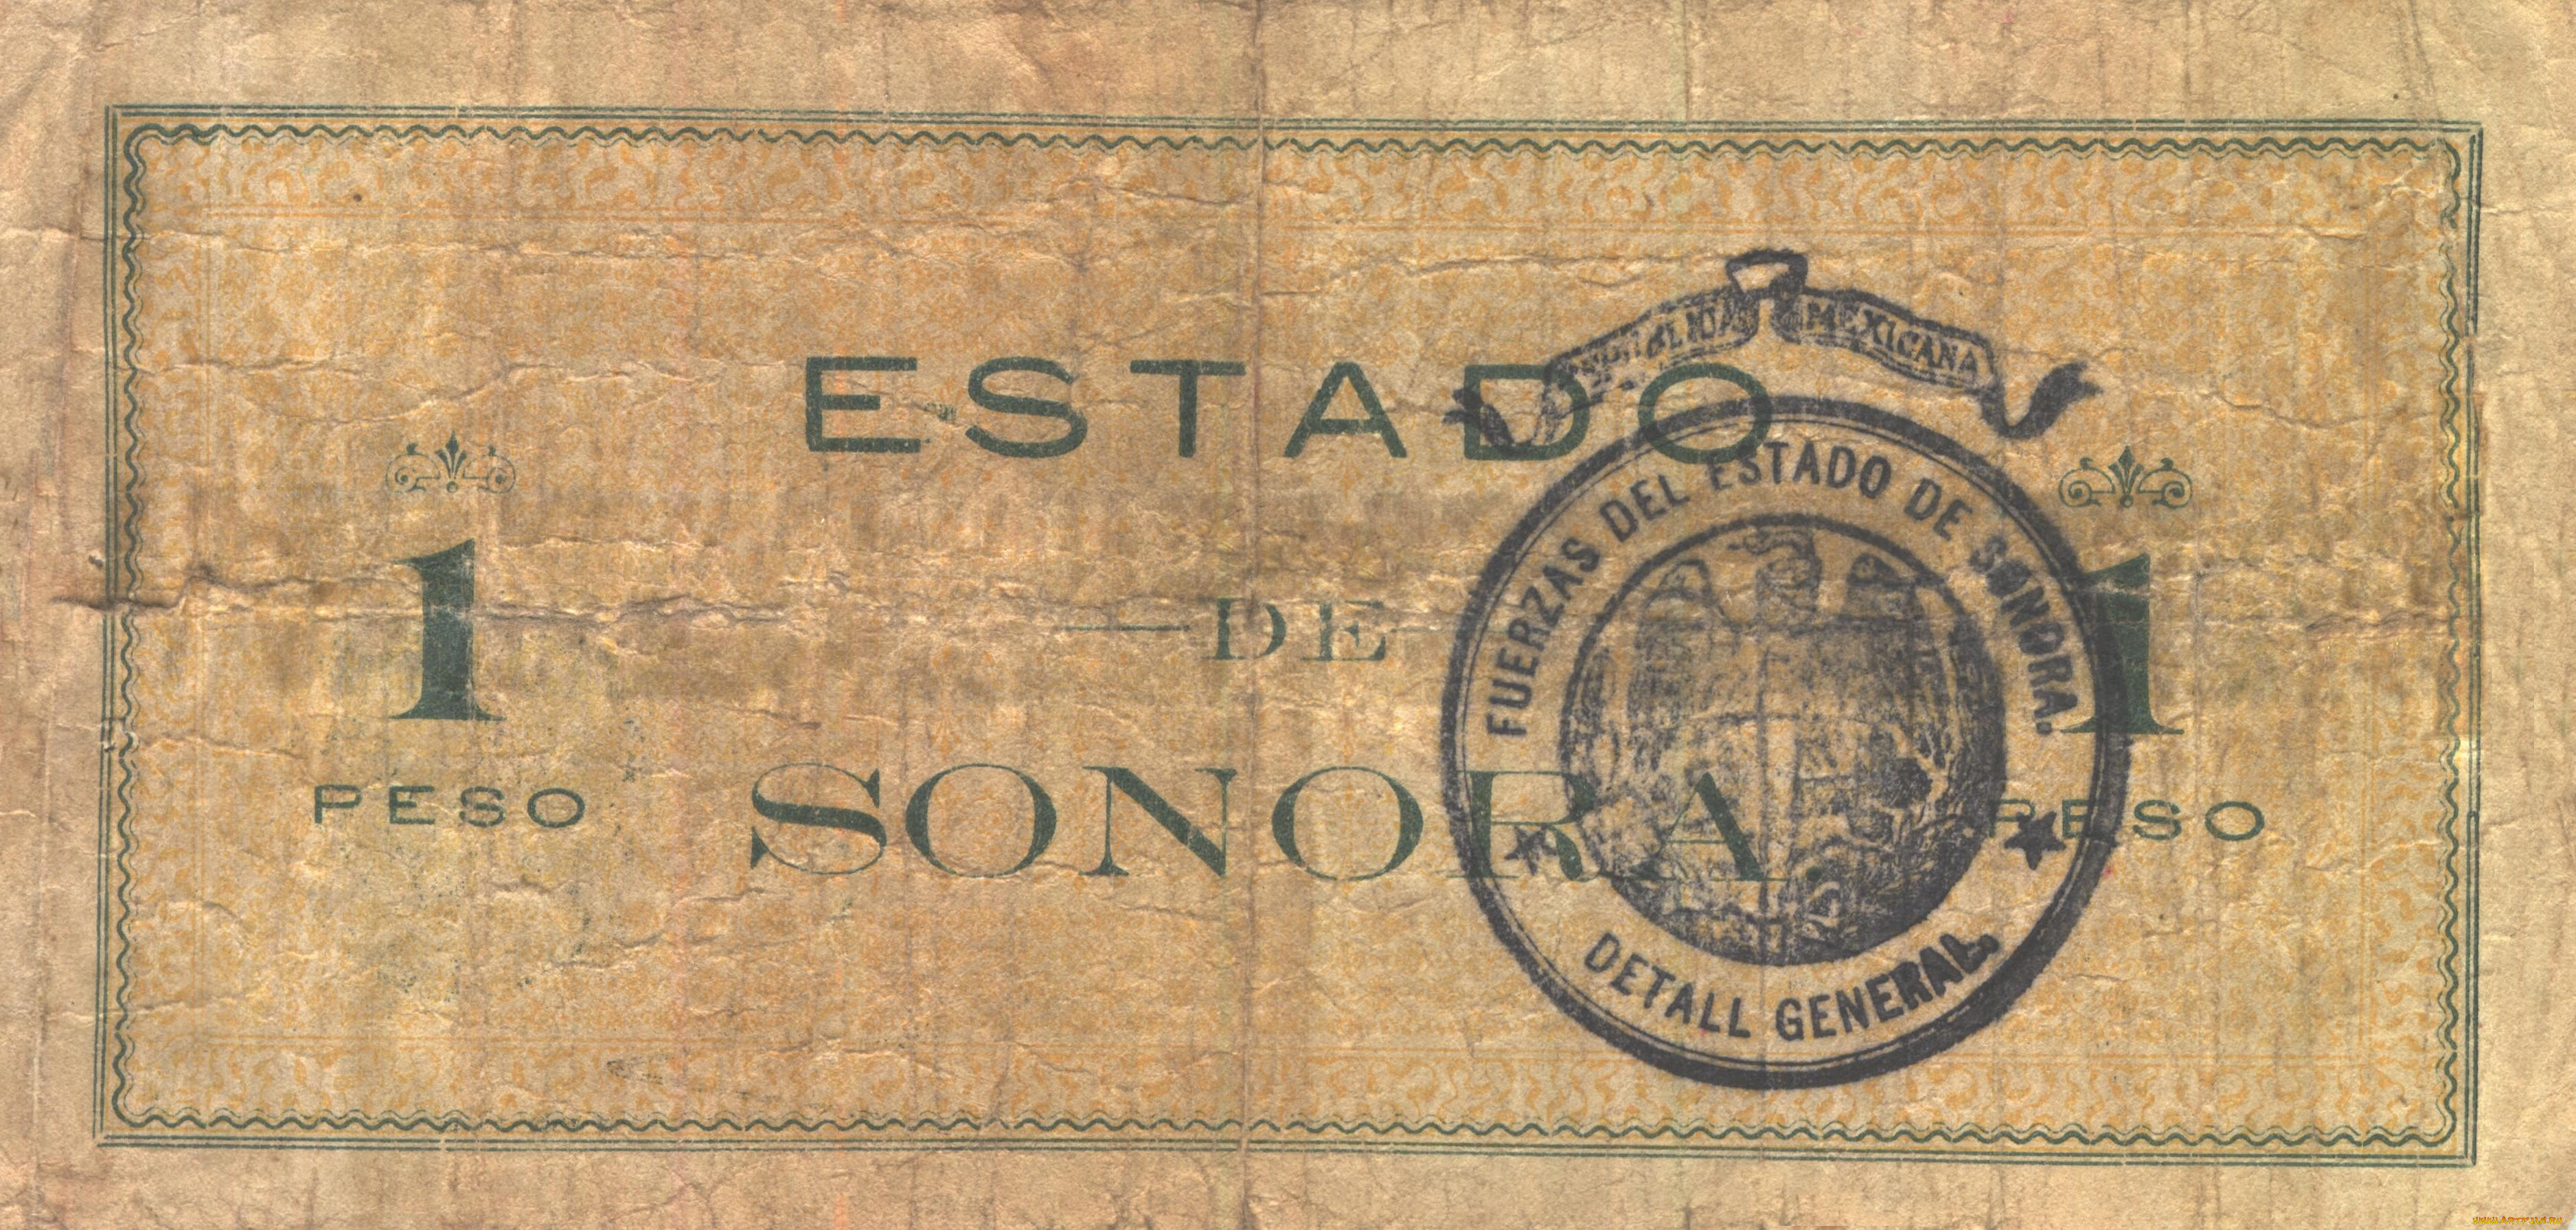 REPUBLICA MEXICANA
ESTADO
FUERZAS DEL ESTADO DE SONORA.
1
DE
1
PESO
SONORA.
PESO
DETALL GENERAL.